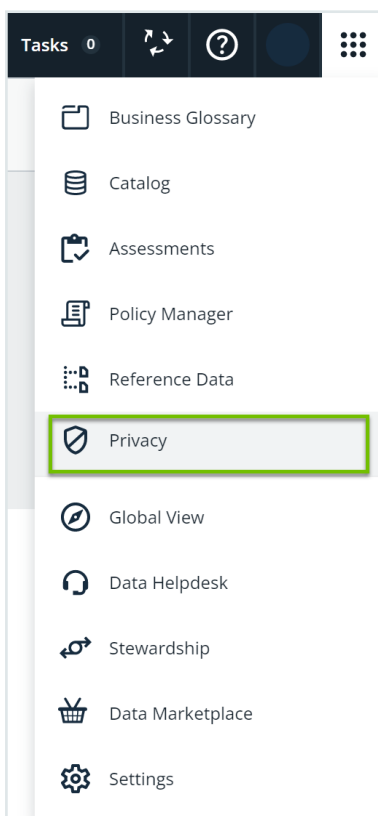 Tasks 0
Business Glossary
Catalog
Assessments
Policy Manager
Reference Data
Privacy
Global View
Data Helpdesk
Stewardship
Data Marketplace
Settings